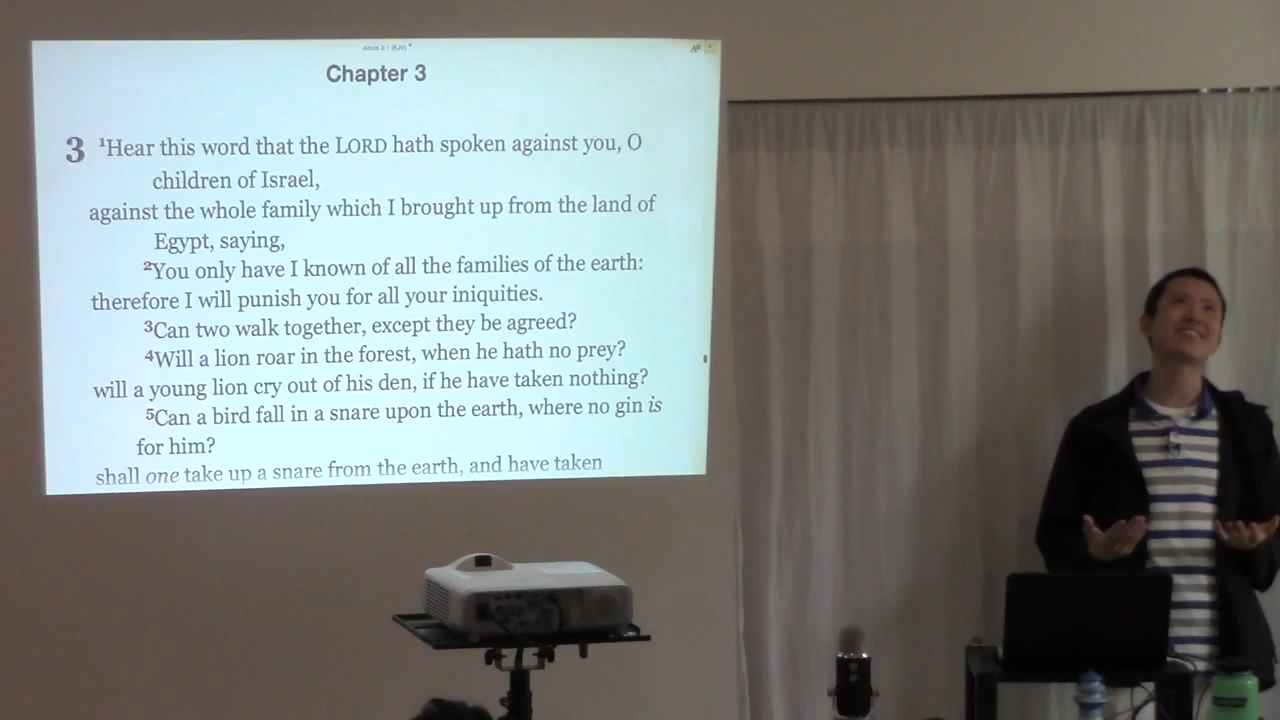 Amos 3:1 (KJV)
Chapter 3
3 ¹Hear this word that the LORD hath spoken against you, O
children of Israel,
against the whole family which I brought up from the land of
Egypt, saying,
²You only have I known of all the families of the earth:
therefore I will punish you for all your iniquities.
³Can two walk together, except they be agreed?
⁴Will a lion roar in the forest, when he hath no prey?
will a young lion cry out of his den, if he have taken nothing?
⁵Can a bird fall in a snare upon the earth, where no gin is
for him?
shall one take up a snare from the earth, and have taken